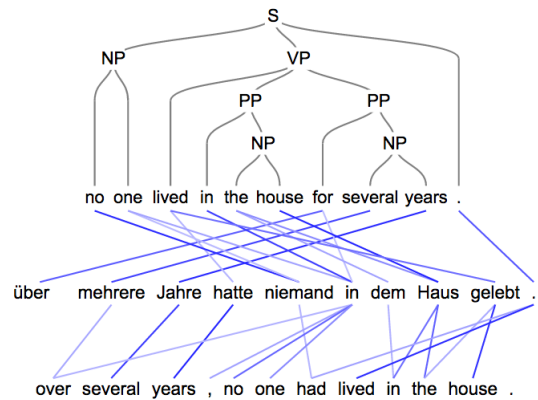 S
NP VP
PP PP
NP NP
no one lived in the house for several years .
über mehrere Jahre hatte niemand in dem Haus gelebt .
over several years , no one had lived in the house .